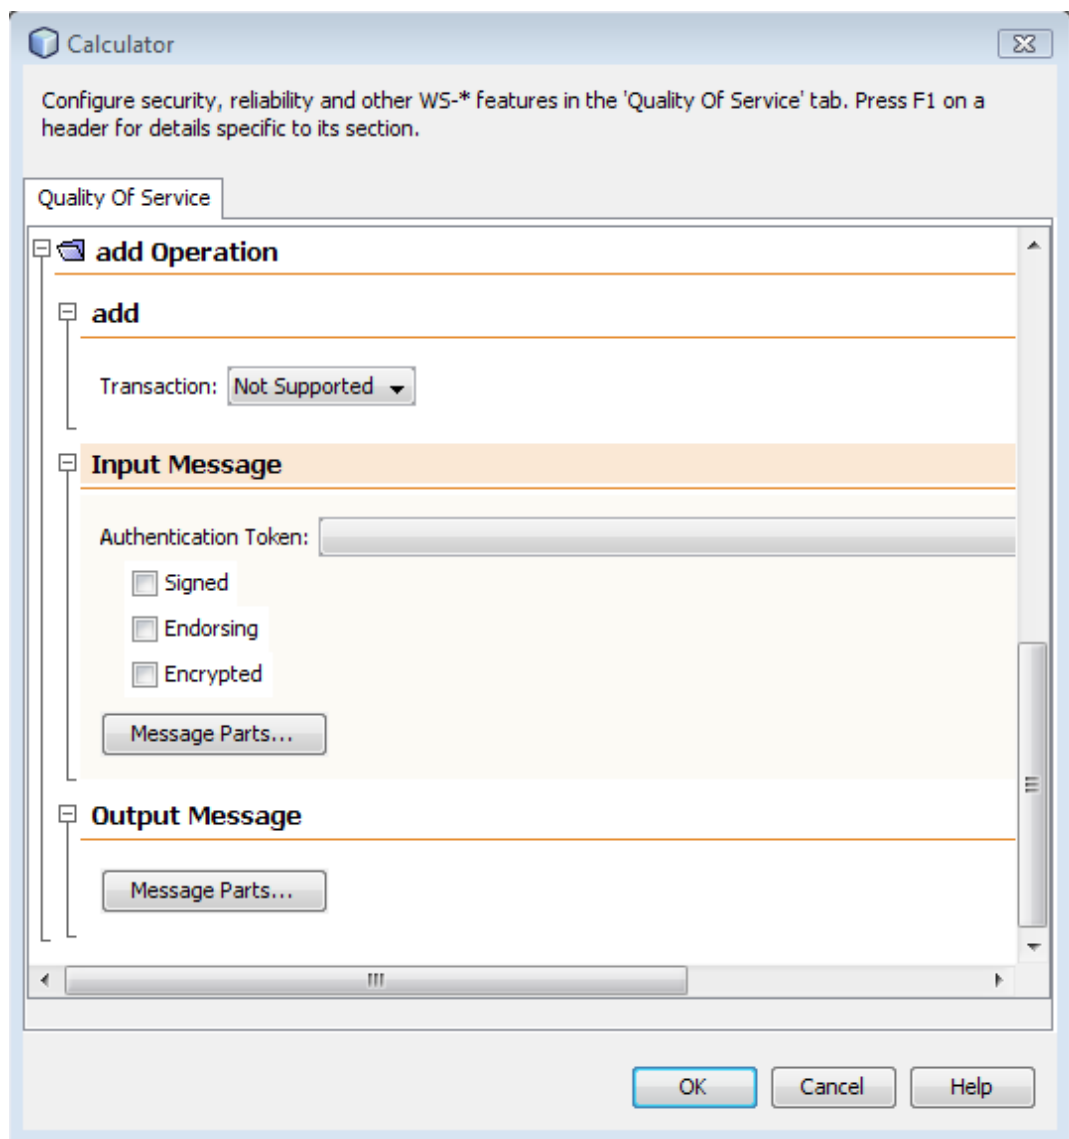 Calculator
Configure security, reliability and other WS-* features in the 'Quality Of Service' tab. Press F1 on a
header for details specific to its section.
Quality Of Service
add Operation
add
Transaction: Not Supported
Input Message
Authentication Token:
Signed
Endorsing
Encrypted
Message Parts...
Output Message
Message Parts...
OK Cancel Help